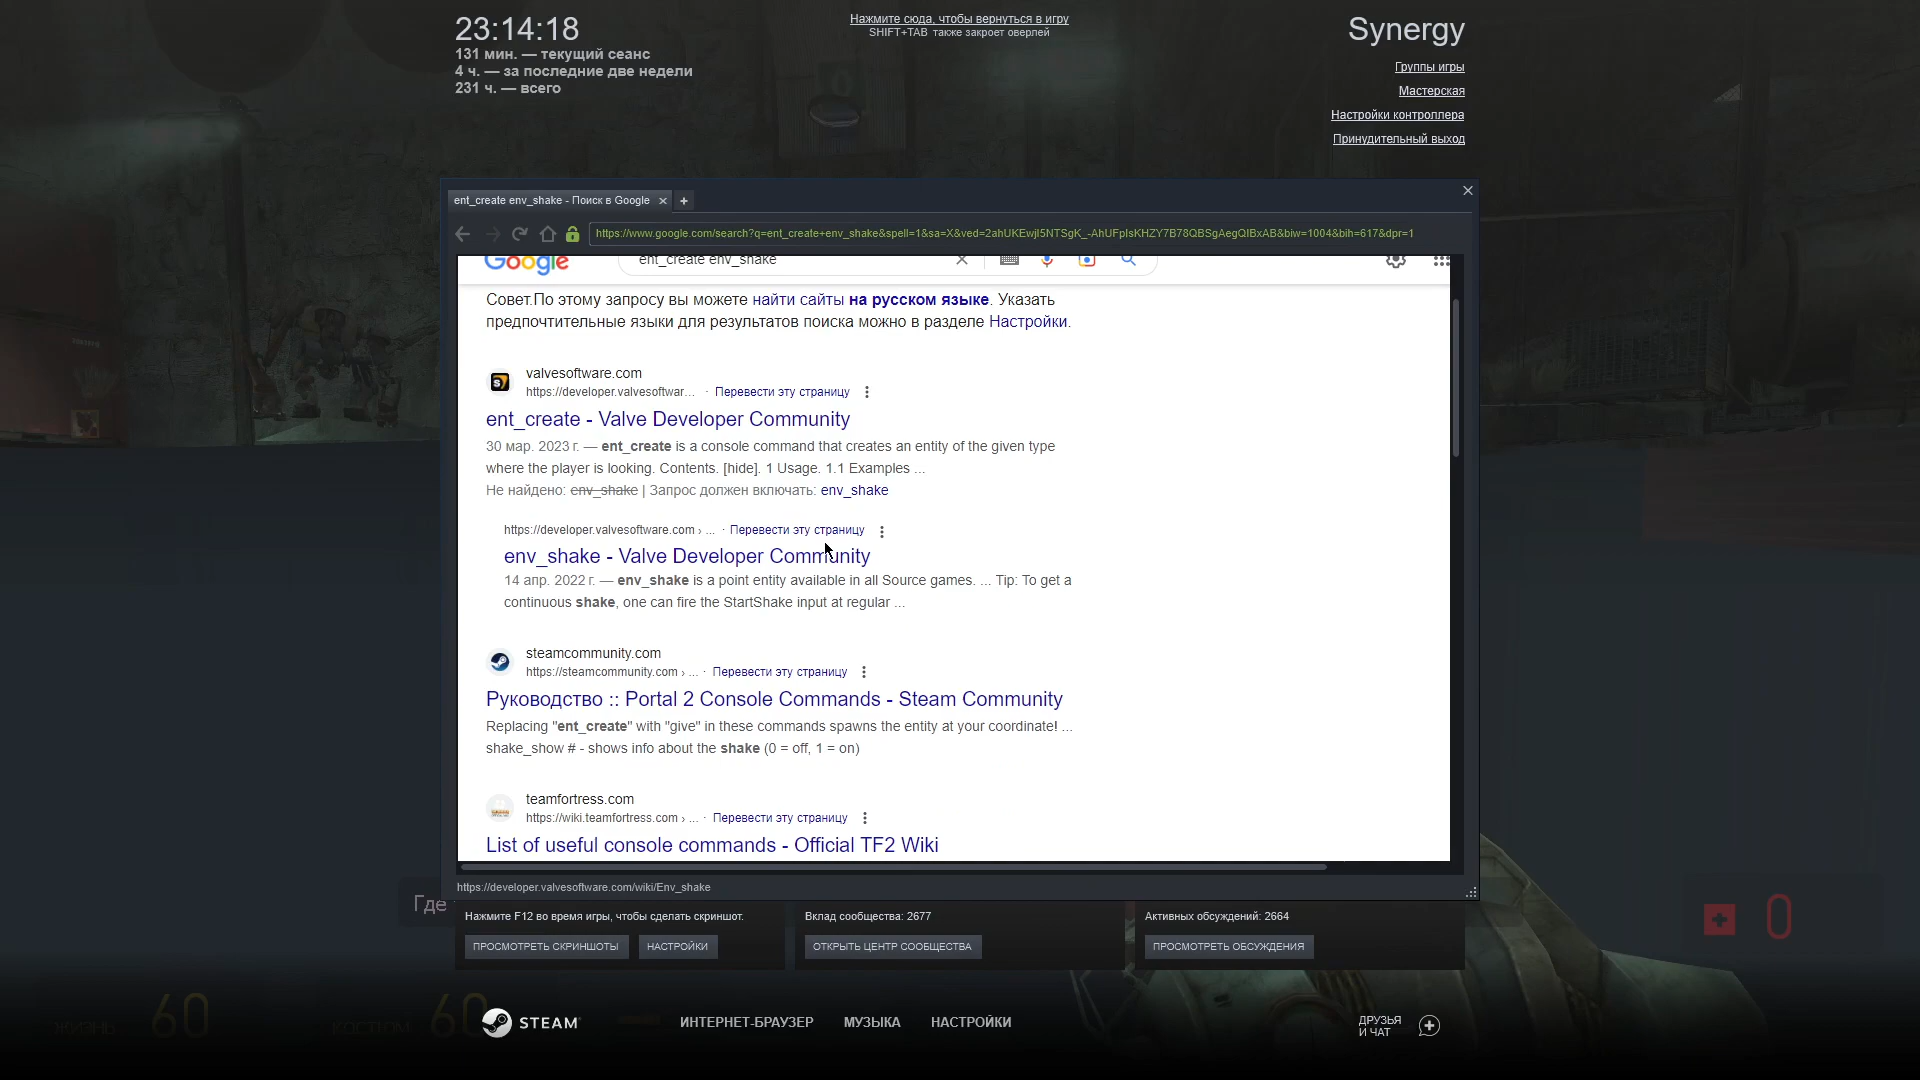 23:14:18
131 мин. — текущий сеанс
4 ч. — за последние две недели
231 ч. — всего
Нажмите сюда, чтобы вернуться в игру
SHIFT+TAB также закроет оверлей
Synergy
Группы игры
Мастерская
Настройки контроллера
Принудительный выход
ent_create env_shake - Поиск в Google
https://www.google.com/search?q=ent_create+env_shake&spell=1&sa=X&ved=2ahUKEwjI5NTSgK_-AhUFpIsKHZY7B78QBSgAegQIBxAB&biw=1004&bih=617&dpr=1
Google
ent_create env_shake
Совет.По этому запросу вы можете найти сайты на русском языке. Указать
предпочтительные языки для результатов поиска можно в разделе Настройки.
valvesoftware.com
https://developer.valvesoftwar... · Перевести эту страницу
ent_create - Valve Developer Community
30 мар. 2023 г. — ent_create is a console command that creates an entity of the given type
where the player is looking. Contents. [hide]. 1 Usage. 1.1 Examples ...
Не найдено: env_shake | Запрос должен включать: env_shake
https://developer.valvesoftware.com › ... · Перевести эту страницу
env_shake - Valve Developer Community
14 апр. 2022 г. — env_shake is a point entity available in all Source games. ... Tip: To get a
continuous shake, one can fire the StartShake input at regular ...
steamcommunity.com
https://steamcommunity.com › ... · Перевести эту страницу
Руководство :: Portal 2 Console Commands - Steam Community
Replacing "ent_create" with "give" in these commands spawns the entity at your coordinate! ...
shake_show # - shows info about the shake (0 = off, 1 = on)
teamfortress.com
https://wiki.teamfortress.com › ... · Перевести эту страницу
List of useful console commands - Official TF2 Wiki
https://developer.valvesoftware.com/wiki/Env_shake
Где
Нажмите F12 во время игры, чтобы сделать скриншот.
Вклад сообщества: 2677
Активных обсуждений: 2664
ПРОСМОТРЕТЬ СКРИНШОТЫ
НАСТРОЙКИ
ОТКРЫТЬ ЦЕНТР СООБЩЕСТВА
ПРОСМОТРЕТЬ ОБСУЖДЕНИЯ
0
ЖИЗНЬ 60
КОСТЮМ 60
STEAM
ИНТЕРНЕТ-БРАУЗЕР
МУЗЫКА
НАСТРОЙКИ
ДРУЗЬЯ
И ЧАТ